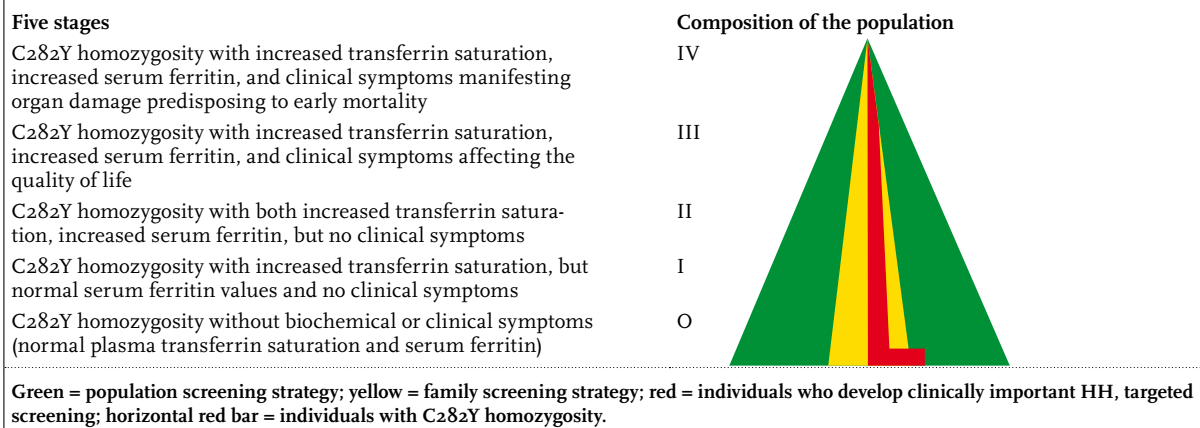 Five stages
Composition of the population
C282Y homozygosity with increased transferrin saturation,
increased serum ferritin, and clinical symptoms manifesting
organ damage predisposing to early mortality
IV
C282Y homozygosity with increased transferrin saturation,
increased serum ferritin, and clinical symptoms affecting the
quality of life
III
C282Y homozygosity with both increased transferrin satura-
tion, increased serum ferritin, but no clinical symptoms
II
C282Y homozygosity with increased transferrin saturation, but
normal serum ferritin values and no clinical symptoms
I
C282Y homozygosity without biochemical or clinical symptoms
(normal plasma transferrin saturation and serum ferritin)
O
Green = population screening strategy; yellow = family screening strategy; red = individuals who develop clinically important HH, targeted
screening; horizontal red bar = individuals with C282Y homozygosity.